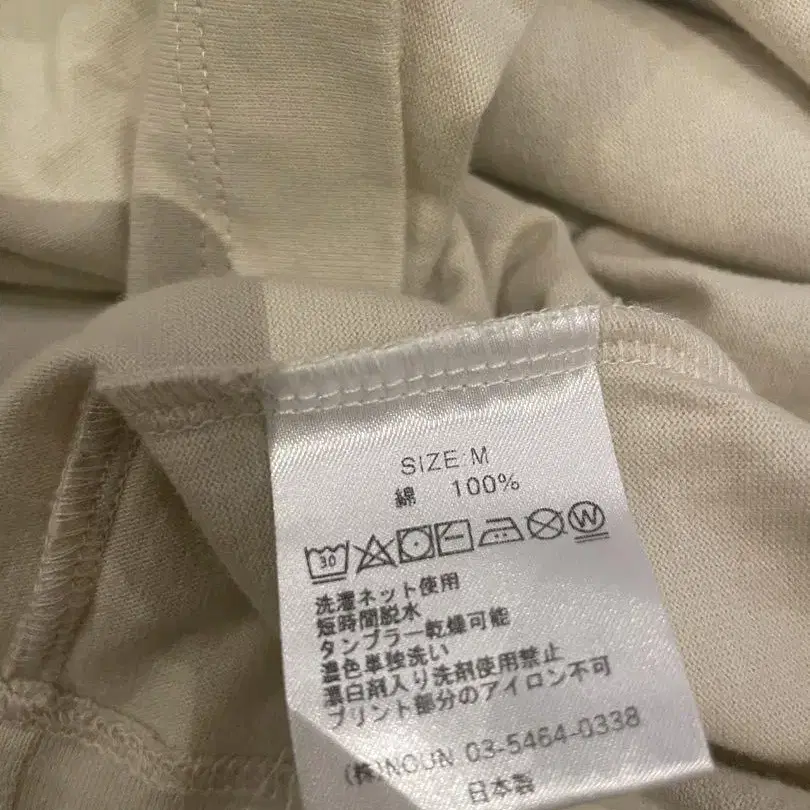 SIZE:M
綿 100%
30 W
洗濯ネット使用
短時間脱水
タンブラー乾燥可能
濃色単独洗い
漂白剤入り洗剤使用禁止
プリント部分のアイロン不可
(株)NOUN 03-5464-0338
日本製